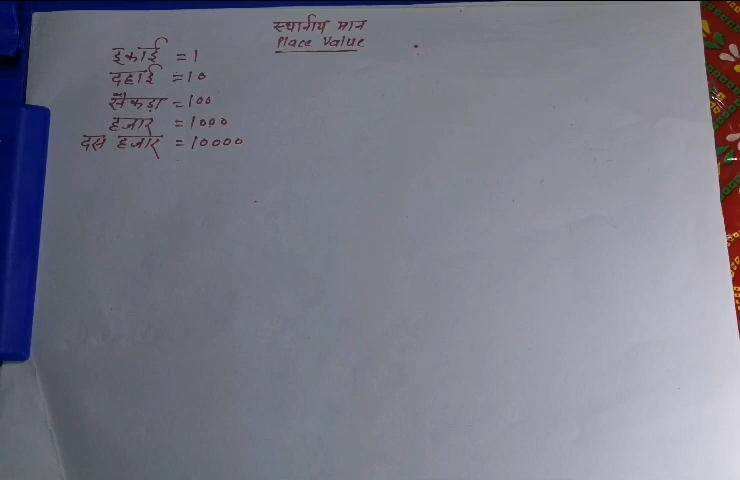 स्थानीय मान
Place Value
इकाई = 1
दहाई = 10
सैकड़ा = 100
हजार = 1000
दस हजार = 10000